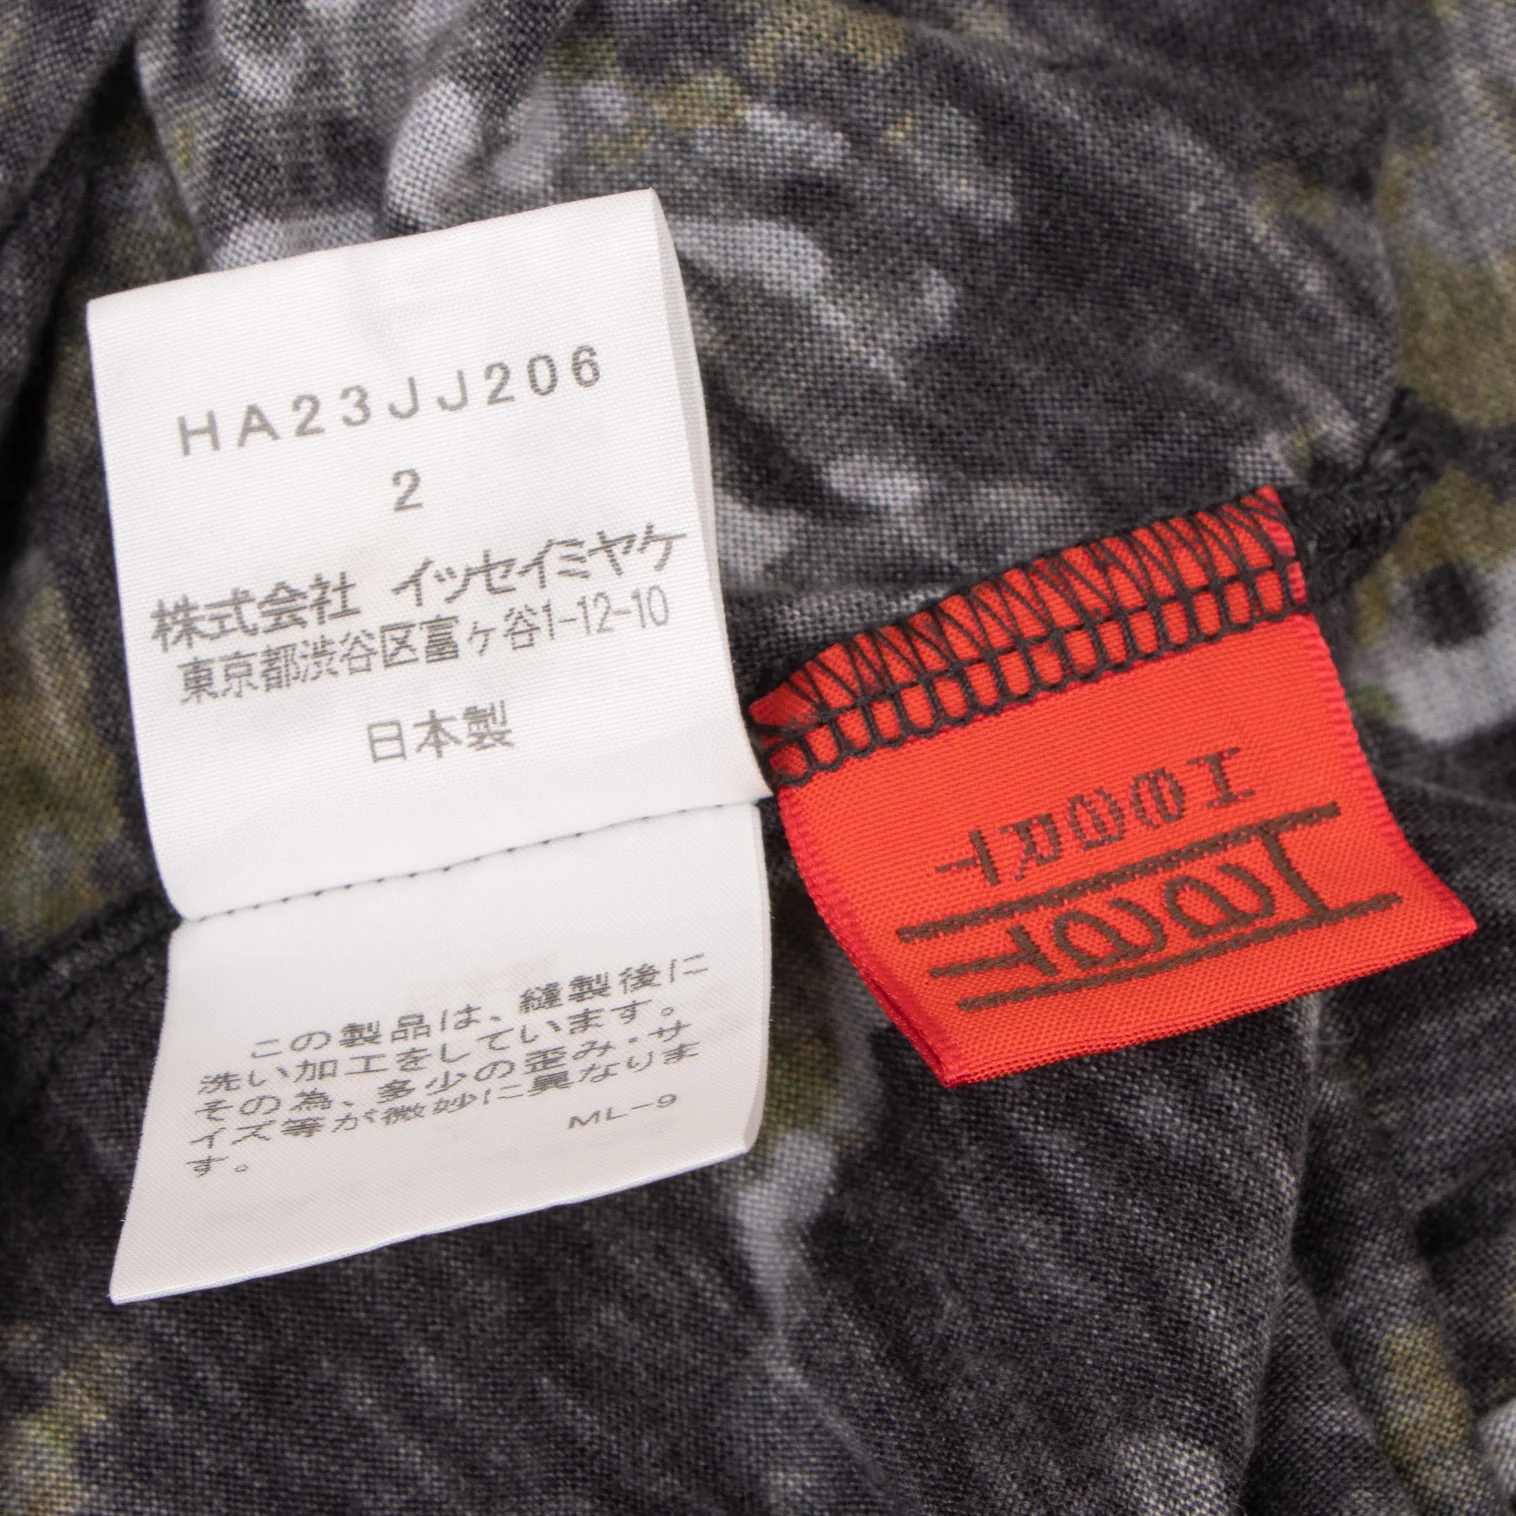 HA23JJ206
2
株式会社 イッセイミヤケ
東京都渋谷区富ヶ谷1-12-10
日本製
この製品は、縫製後に
洗い加工をしています。
その為、多少の歪み・サ
イズ等が微妙に異なりま
す。
ML-9